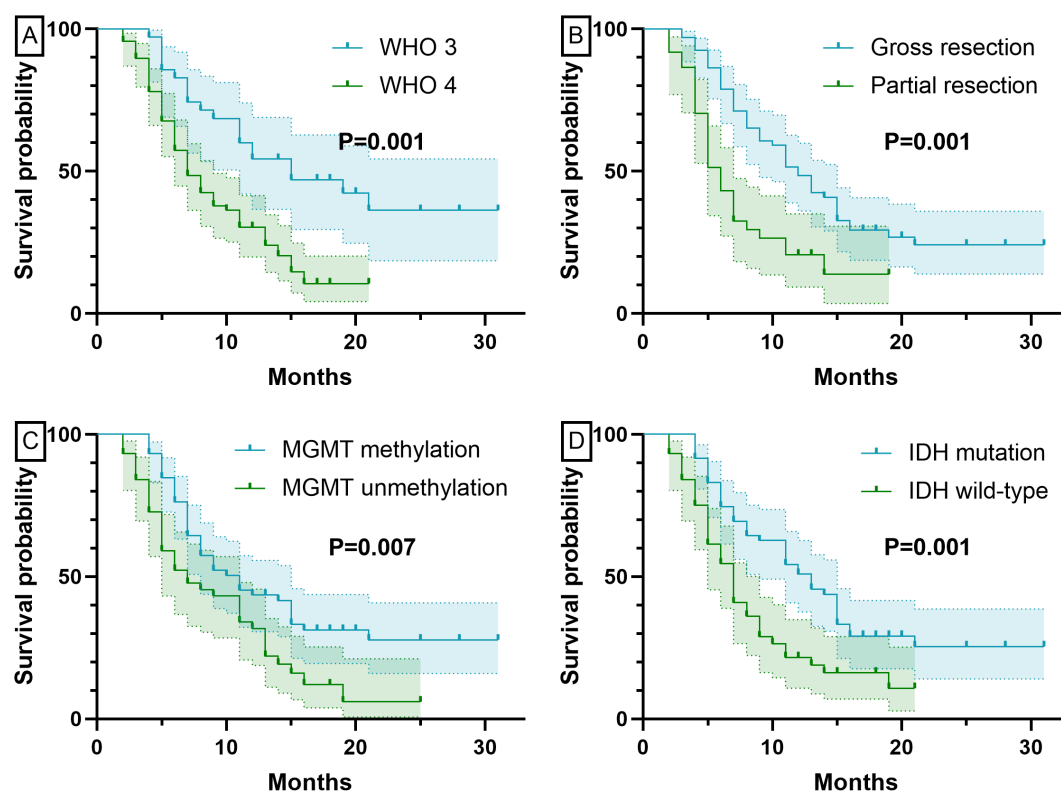 A
100
50
0
Survival probability
WHO 3
WHO 4
P=0.001
0 10 20 30
Months
B
100
50
0
Survival probability
Gross resection
Partial resection
P=0.001
0 10 20 30
Months
C
100
50
0
Survival probability
MGMT methylation
MGMT unmethylation
P=0.007
0 10 20 30
Months
D
100
50
0
Survival probability
IDH mutation
IDH wild-type
P=0.001
0 10 20 30
Months